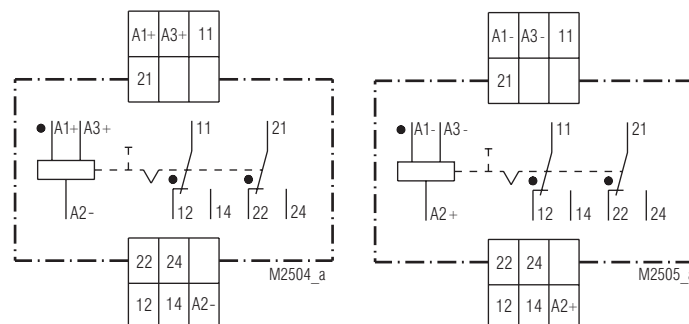 A1+ A3+ 11
21
A1+ A3+ 11 21
12 14 22 24
A2-
22 24
M2504_a
12 14 A2-
A1- A3- 11
21
A1- A3- 11 21
A2+ 12 14 22 24
22 24
M2505_a
12 14 A2+